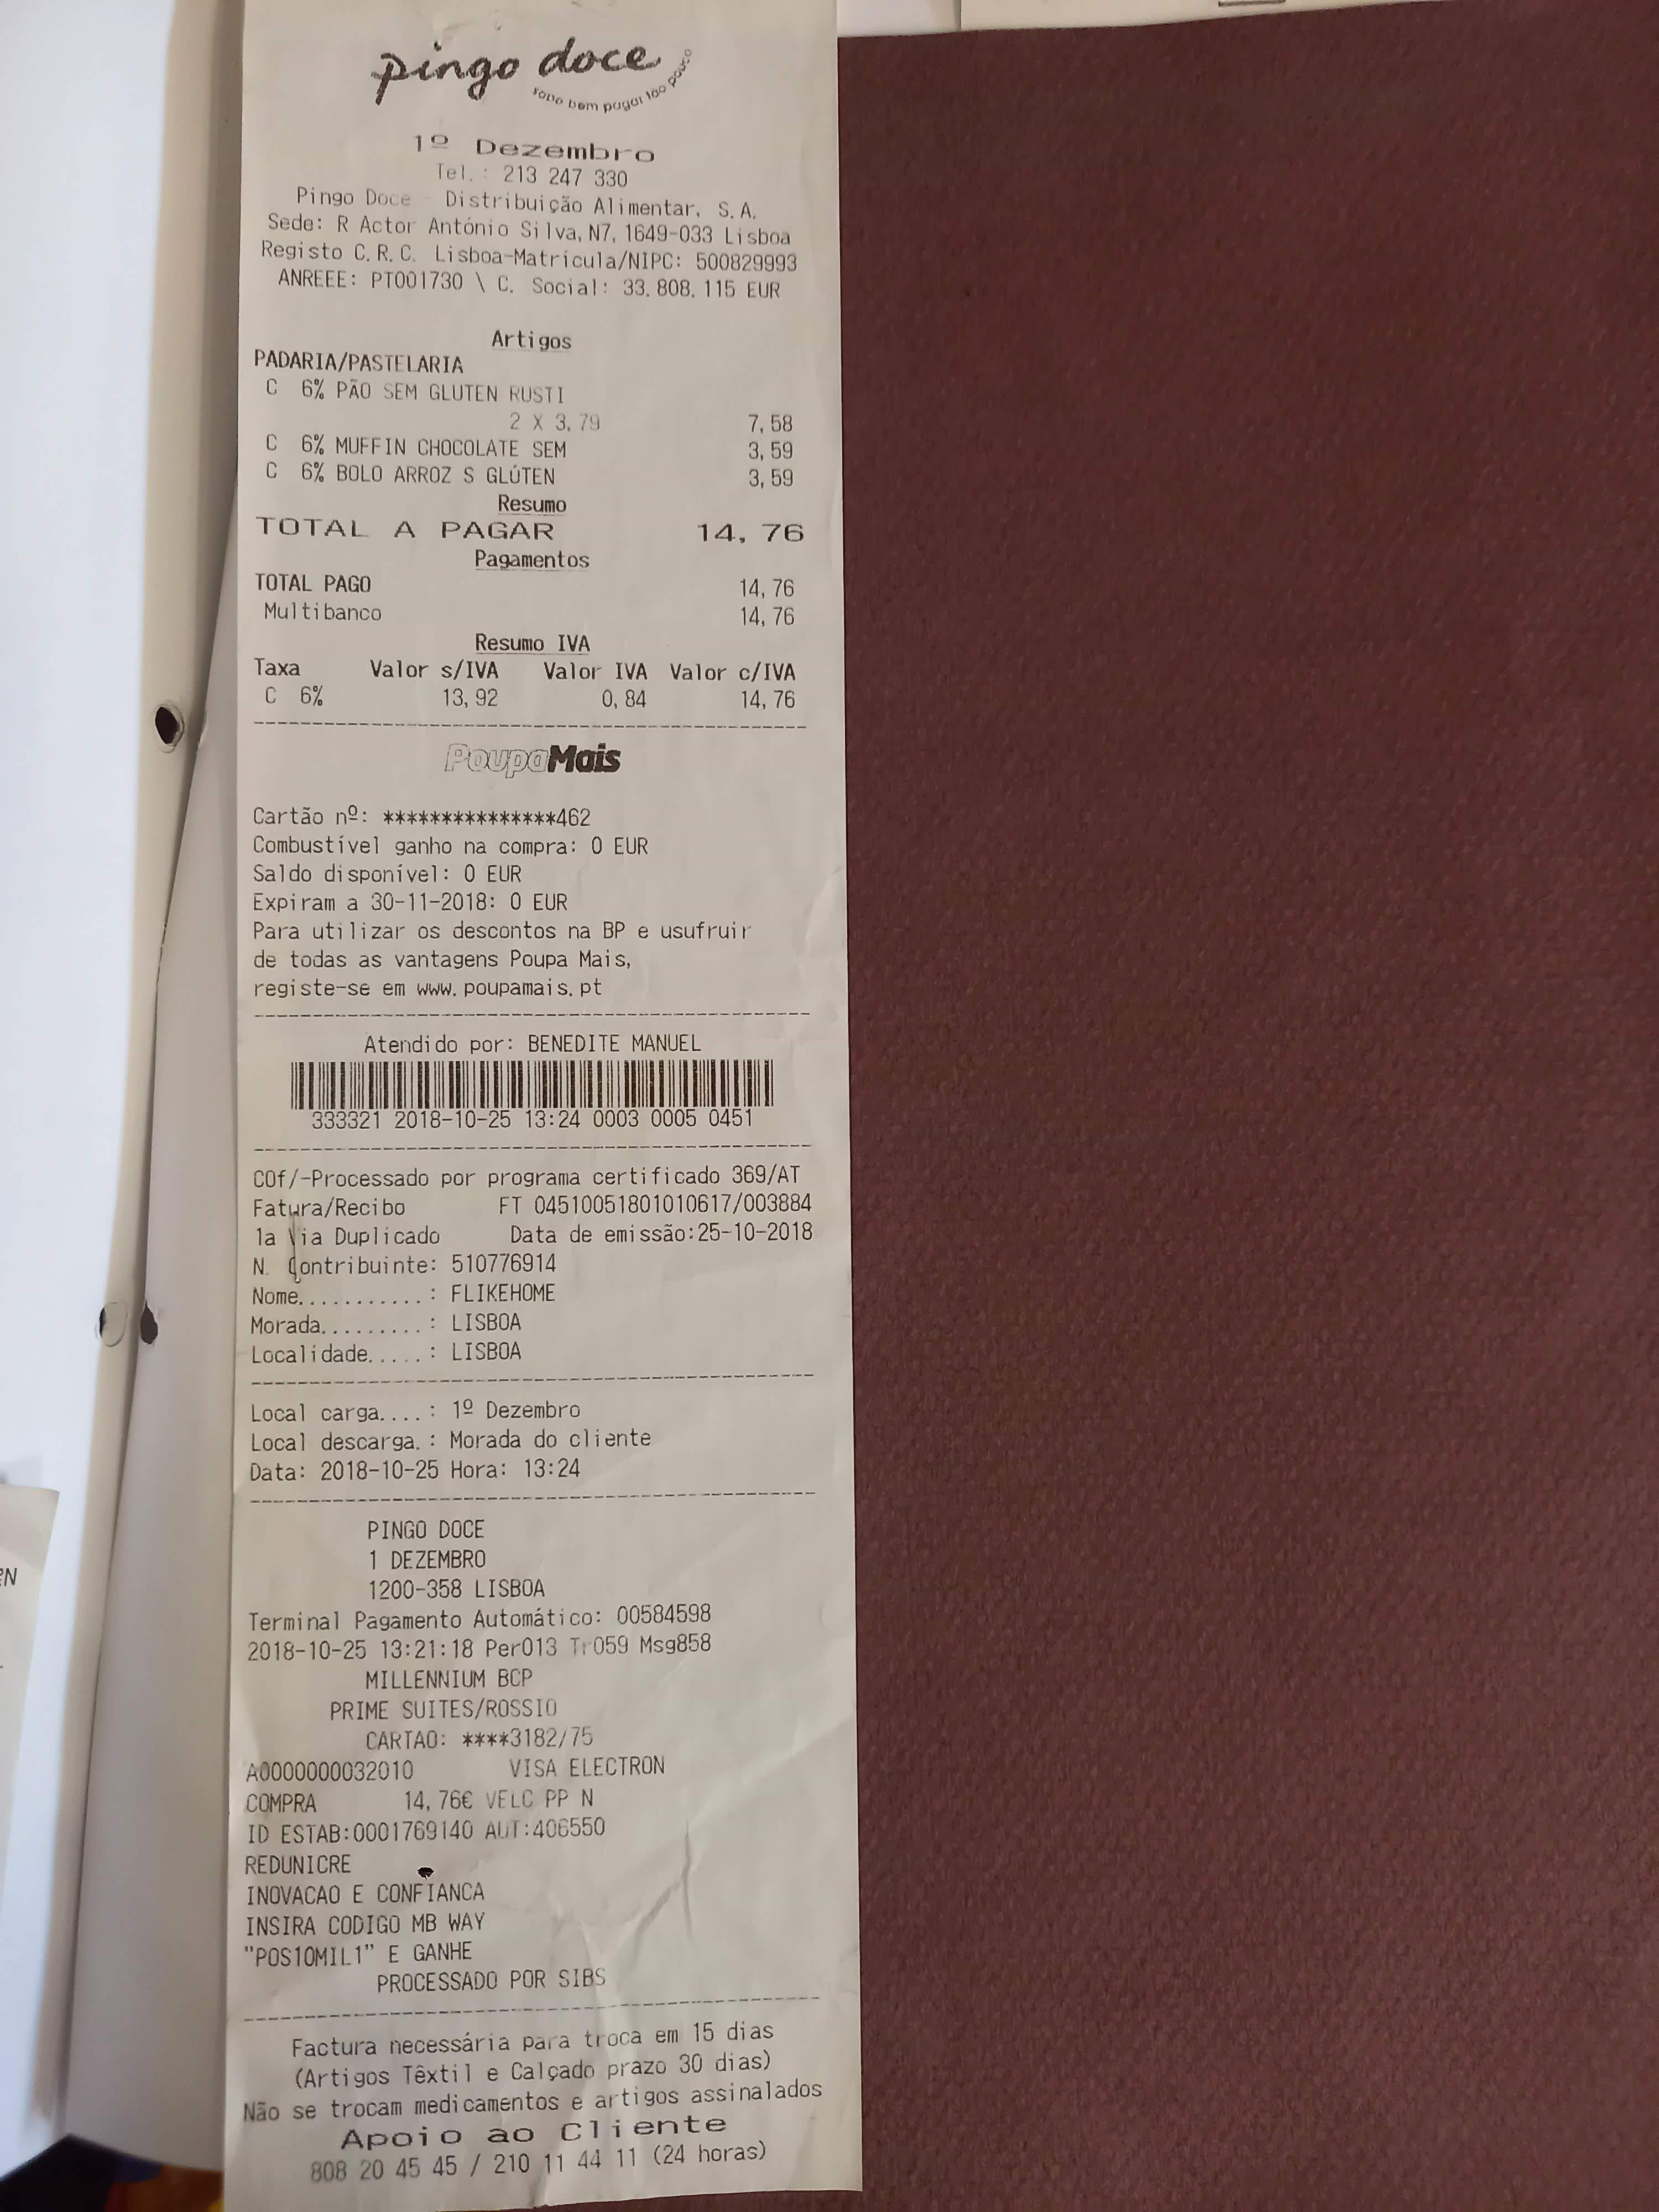 pingo doce
sabe bem pagar tão pouco
1º Dezembro
Tel.: 213 247 330
Pingo Doce - Distribuição Alimentar, S.A.
Sede: R Actor António Silva,N7, 1649-033 Lisboa
Registo C.R.C. Lisboa-Matrícula/NIPC: 500829993
ANREEE: PT001730 \ C. Social: 33.808.115 EUR
Artigos
PADARIA/PASTELARIA
C 6% PÃO SEM GLUTEN RUSTI
2 X 3,79 7,58
C 6% MUFFIN CHOCOLATE SEM 3,59
C 6% BOLO ARROZ S GLÚTEN 3,59
Resumo
TOTAL A PAGAR 14,76
Pagamentos
TOTAL PAGO 14,76
Multibanco 14,76
Resumo IVA
Taxa Valor s/IVA Valor IVA Valor c/IVA
C 6% 13,92 0,84 14,76
PoupaMais
Cartão nº: ***************462
Combustível ganho na compra: 0 EUR
Saldo disponível: 0 EUR
Expiram a 30-11-2018: 0 EUR
Para utilizar os descontos na BP e usufruir
de todas as vantagens Poupa Mais,
registe-se em www.poupamais.pt
Atendido por: BENEDITE MANUEL
333321 2018-10-25 13:24 0003 0005 0451
COf/-Processado por programa certificado 369/AT
Fatura/Recibo FT 04510051801010617/003884
1a Via Duplicado Data de emissão:25-10-2018
N. Contribuinte: 510776914
Nome...........: FLIKEHOME
Morada.........: LISBOA
Localidade.....: LISBOA
Local carga....: 1º Dezembro
Local descarga.: Morada do cliente
Data: 2018-10-25 Hora: 13:24
PINGO DOCE
1 DEZEMBRO
1200-358 LISBOA
Terminal Pagamento Automático: 00584598
2018-10-25 13:21:18 Per013 Tr059 Msg858
MILLENNIUM BCP
PRIME SUITES/ROSSIO
CARTAO: ****3182/75
A0000000032010 VISA ELECTRON
COMPRA 14,76€ VELC PP N
ID ESTAB:0001769140 AUT:406550
REDUNICRE
INOVACAO E CONFIANCA
INSIRA CODIGO MB WAY
"POS10MIL1" E GANHE
PROCESSADO POR SIBS
Factura necessária para troca em 15 dias
(Artigos Têxtil e Calçado prazo 30 dias)
Não se trocam medicamentos e artigos assinalados
Apoio ao Cliente
808 20 45 45 / 210 11 44 11 (24 horas)